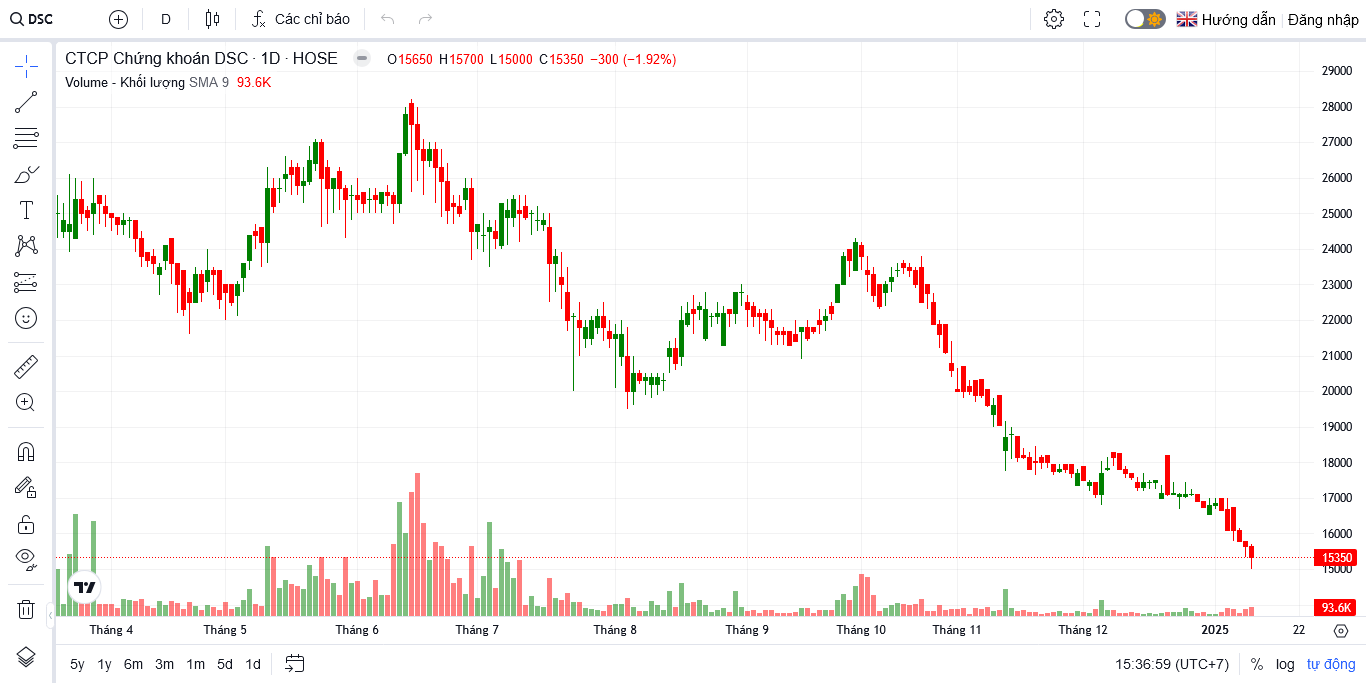 DSC D Các chỉ báo Hướng dẫn Đăng nhập
CTCP Chứng khoán DSC · 1D · HOSE O15650 H15700 L15000 C15350 −300 (−1.92%)
Volume - Khối lượng SMA 9 93.6K
29000
28000
27000
26000
25000
24000
23000
22000
21000
20000
19000
18000
17000
16000
15350
15000
93.6K
Tháng 4 Tháng 5 Tháng 6 Tháng 7 Tháng 8 Tháng 9 Tháng 10 Tháng 11 Tháng 12 2025 22
5y 1y 6m 3m 1m 5d 1d 15:36:59 (UTC+7) % log tự động